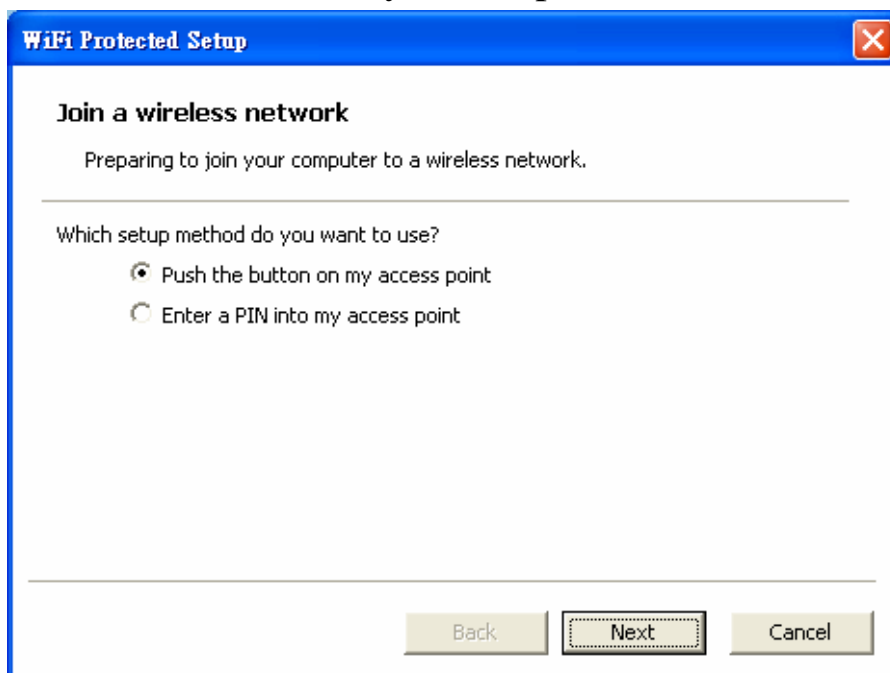 WiFi Protected Setup
Join a wireless network
Preparing to join your computer to a wireless network.
Which setup method do you want to use?
Push the button on my access point
Enter a PIN into my access point
Back Next Cancel